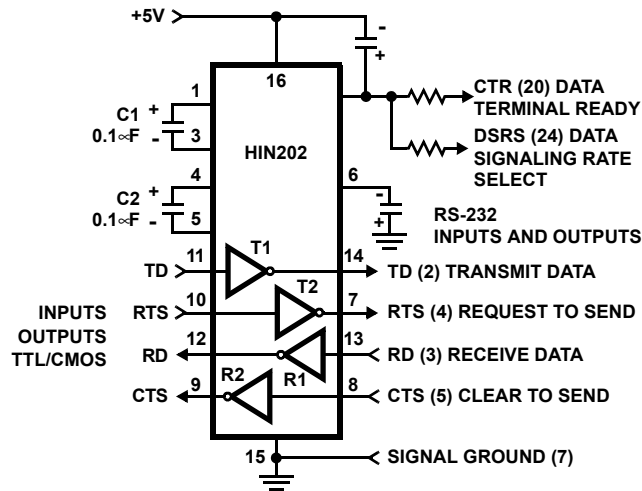 +5V
-
+
16
1
CTR (20) DATA
TERMINAL READY
C1
0.1∝F
+
-
3
HIN202
DSRS (24) DATA
SIGNALING RATE
SELECT
4
6
C2
0.1∝F
+
-
5
-
+
RS-232
INPUTS AND OUTPUTS
T1
TD
11
14
TD (2) TRANSMIT DATA
T2
INPUTS
OUTPUTS
TTL/CMOS
RTS
10
7
RTS (4) REQUEST TO SEND
RD
12
13
RD (3) RECEIVE DATA
R1
R2
CTS
9
8
CTS (5) CLEAR TO SEND
15
SIGNAL GROUND (7)